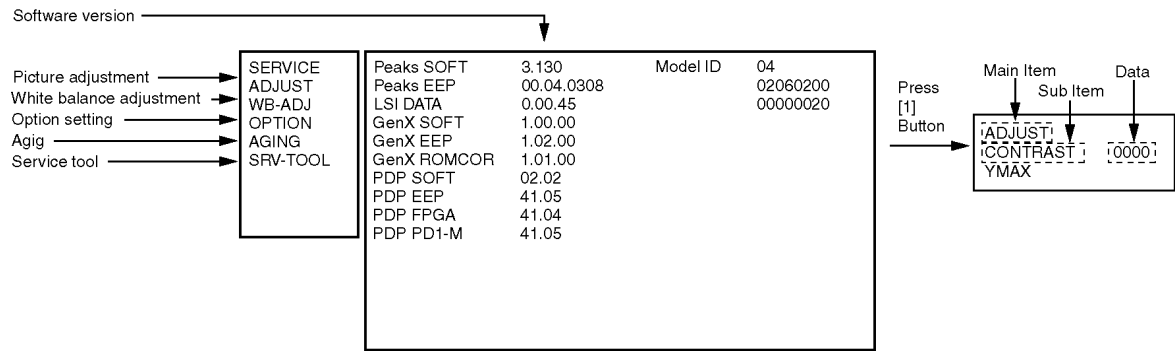 Software version
Picture adjustment
White balance adjustment
Option setting
Agig
Service tool
SERVICE
ADJUST
WB-ADJ
OPTION
AGING
SRV-TOOL
Peaks SOFT 3.130 Model ID 04
Peaks EEP 00.04.0308 02060200
LSI DATA 0.00.45 00000020
GenX SOFT 1.00.00
GenX EEP 1.02.00
GenX ROMCOR 1.01.00
PDP SOFT 02.02
PDP EEP 41.05
PDP FPGA 41.04
PDP PD1-M 41.05
Press
[1]
Button
Main Item
Sub Item
Data
ADJUST
CONTRAST 0000
YMAX